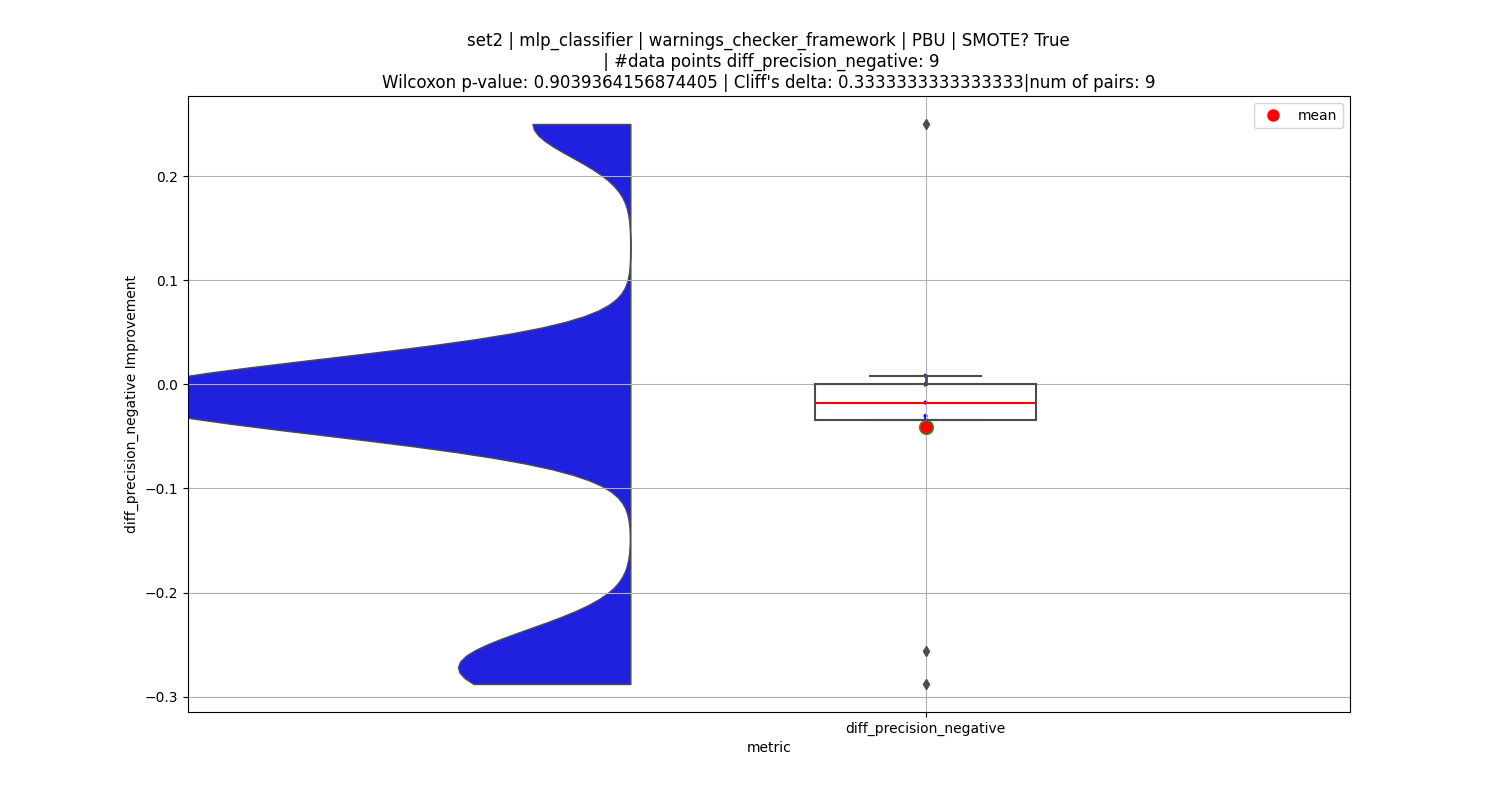 set2 | mlp_classifier | warnings_checker_framework | PBU | SMOTE? True
| #data points diff_precision_negative: 9
Wilcoxon p-value: 0.9039364156874405 | Cliff's delta: 0.3333333333333333|num of pairs: 9
mean
0.2
0.1
0.0
−0.1
−0.2
−0.3
diff_precision_negative Improvement
diff_precision_negative
metric